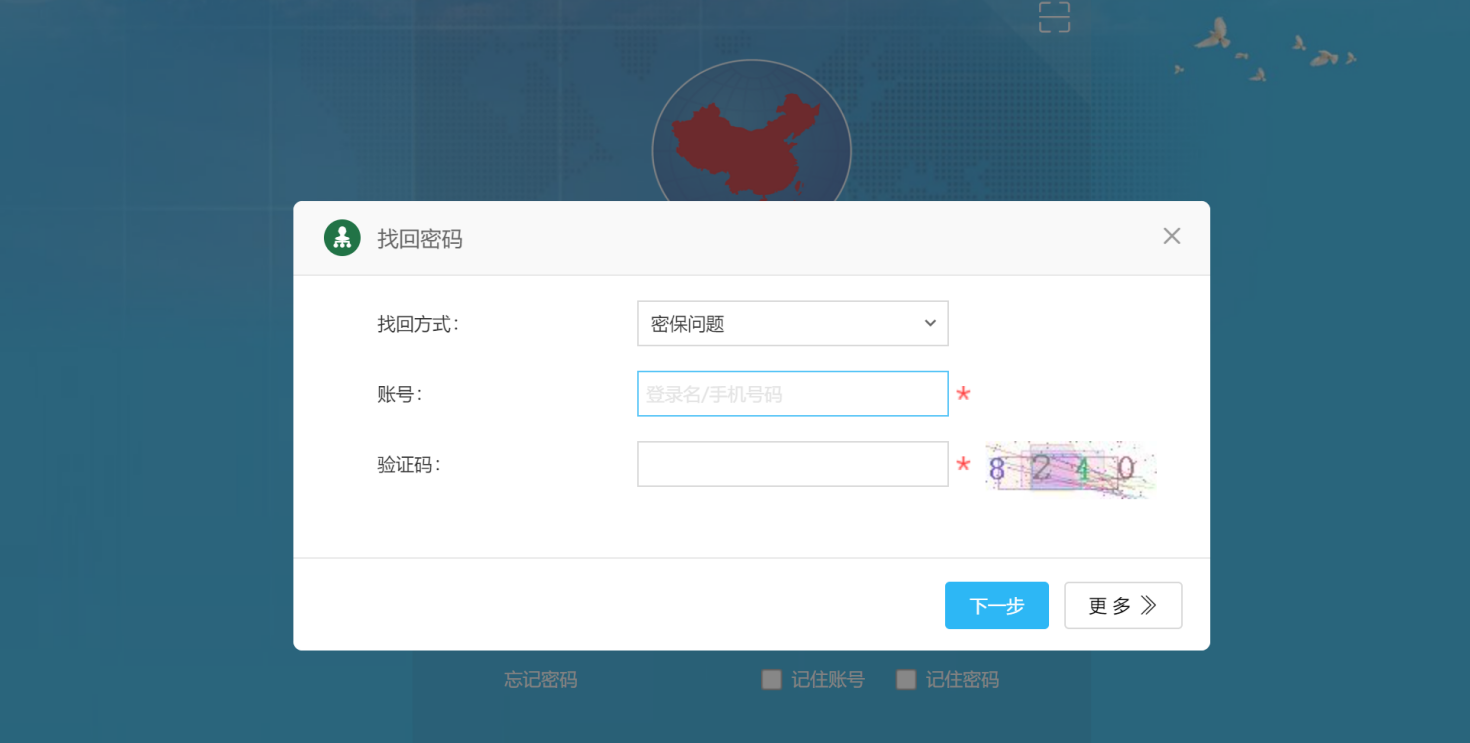 找回密码
找回方式：
密保问题
账号：
登录名/手机号码
*
验证码：
*
8240
下一步
更多
忘记密码
记住账号
记住密码